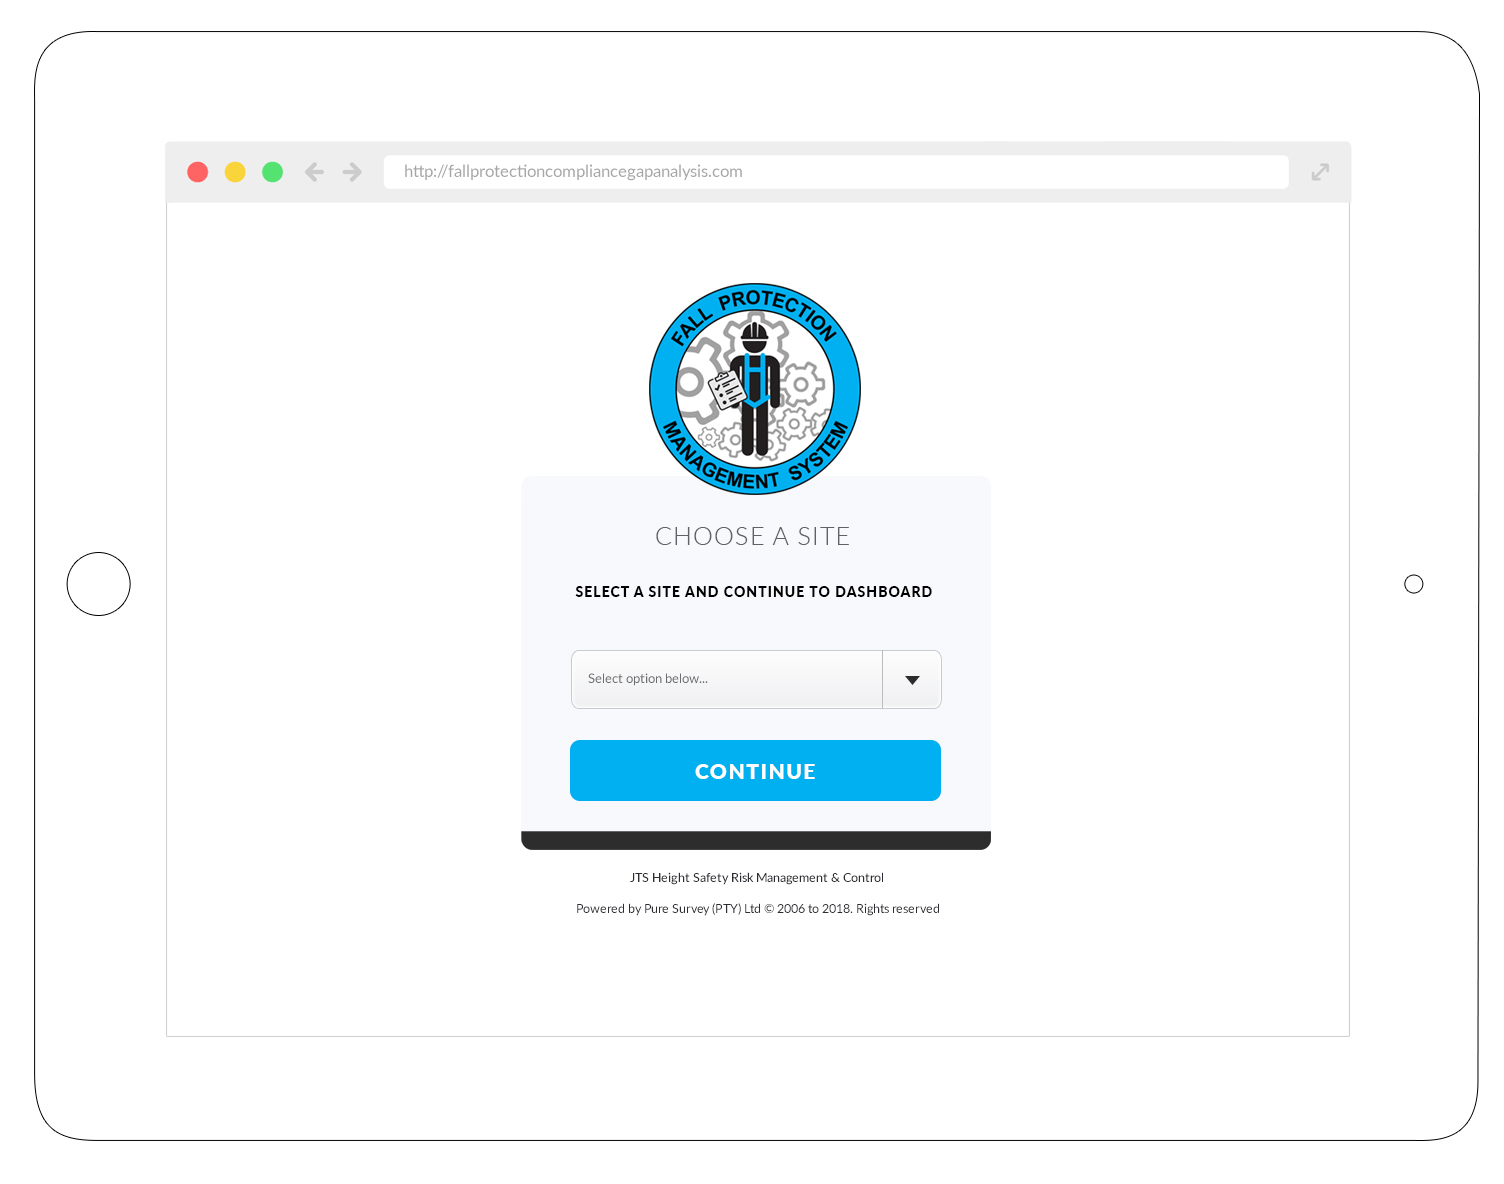 http://fallprotectioncompliancegapanalysis.com
FALL PROTECTION
MANAGEMENT SYSTEM
CHOOSE A SITE
SELECT A SITE AND CONTINUE TO DASHBOARD
Select option below...
CONTINUE
JTS Height Safety Risk Management & Control
Powered by Pure Survey (PTY) Ltd © 2006 to 2018. Rights reserved